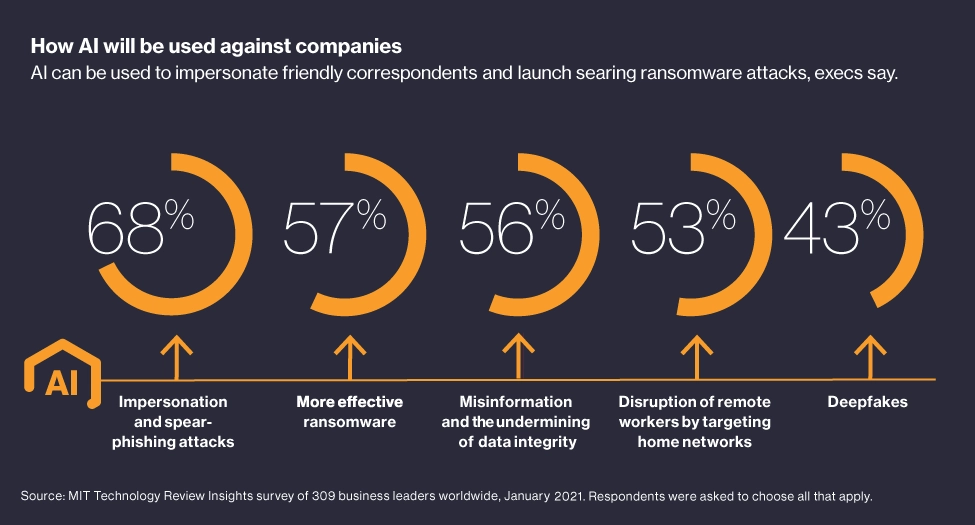 How AI will be used against companies
AI can be used to impersonate friendly correspondents and launch searing ransomware attacks, execs say.
68%
57%
56%
53%
43%
AI
Impersonation
and spear-
phishing attacks
More effective
ransomware
Misinformation
and the undermining
of data integrity
Disruption of remote
workers by targeting
home networks
Deepfakes
Source: MIT Technology Review Insights survey of 309 business leaders worldwide, January 2021. Respondents were asked to choose all that apply.